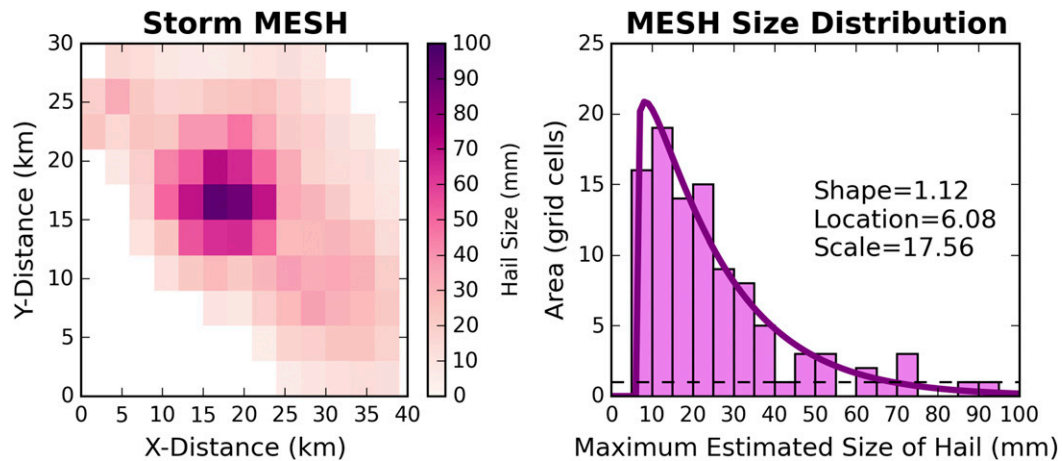 Storm MESH
Y-Distance (km)
30
25
20
15
10
5
0
0 5 10 15 20 25 30 35 40
X-Distance (km)
100
90
80
70
60
50
40
30
20
10
0
Hail Size (mm)
MESH Size Distribution
Area (grid cells)
25
20
15
10
5
0
Shape=1.12
Location=6.08
Scale=17.56
0 10 20 30 40 50 60 70 80 90 100
Maximum Estimated Size of Hail (mm)